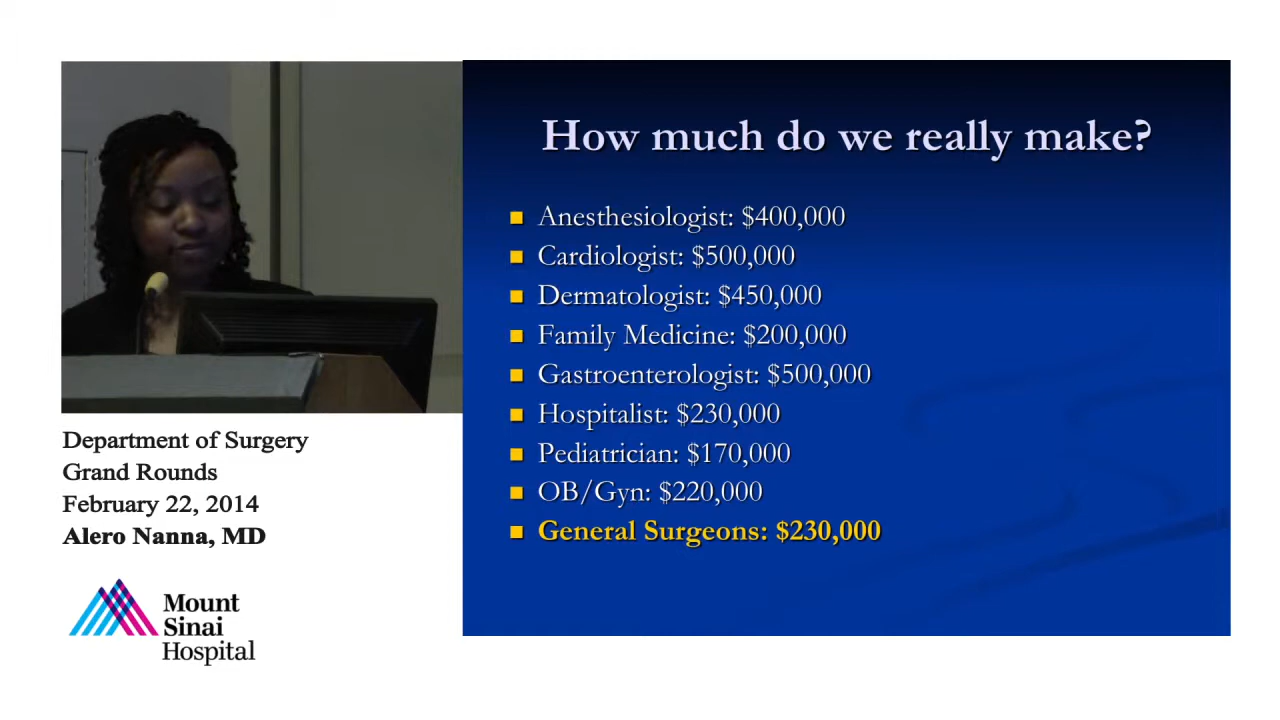 How much do we really make?
Anesthesiologist: $400,000
Cardiologist: $500,000
Dermatologist: $450,000
Family Medicine: $200,000
Gastroenterologist: $500,000
Hospitalist: $230,000
Pediatrician: $170,000
OB/Gyn: $220,000
General Surgeons: $230,000
Department of Surgery
Grand Rounds
February 22, 2014
Alero Nanna, MD
Mount
Sinai
Hospital